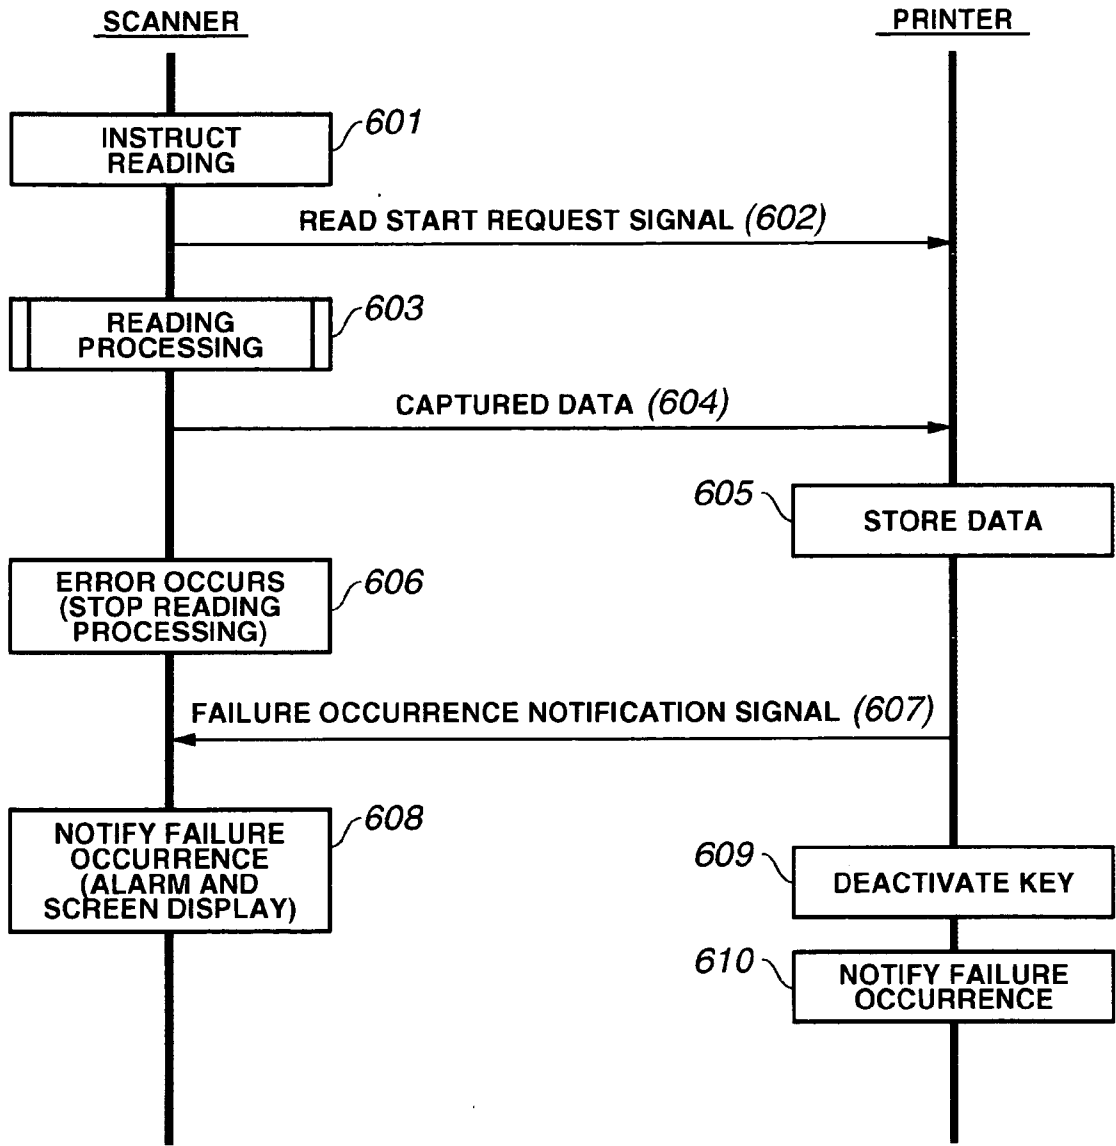 SCANNER
PRINTER
INSTRUCT
READING
601
READ START REQUEST SIGNAL (602)
READING
PROCESSING
603
CAPTURED DATA (604)
605
STORE DATA
ERROR OCCURS
(STOP READING
PROCESSING)
606
FAILURE OCCURRENCE NOTIFICATION SIGNAL (607)
NOTIFY FAILURE
OCCURRENCE
(ALARM AND
SCREEN DISPLAY)
608
609
DEACTIVATE KEY
610
NOTIFY FAILURE
OCCURRENCE